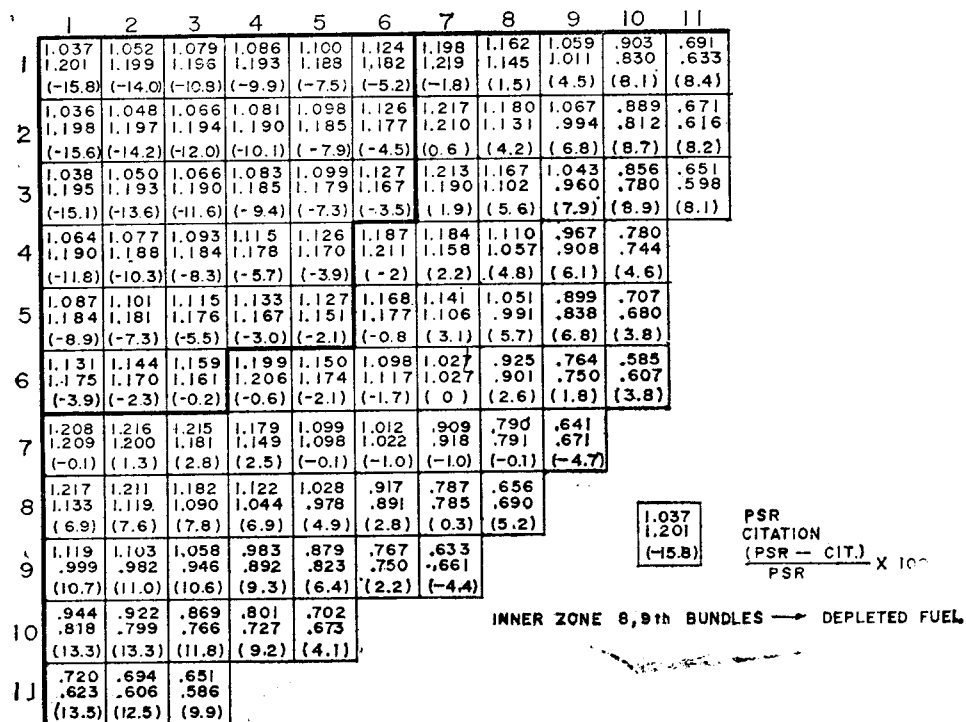 1 2 3 4 5 6 7 8 9 10 11
1.037 1.052 1.079 1.086 1.100 1.124 1.198 1.162 1.059 .903 .691
1 1.201 1.199 1.196 1.193 1.188 1.182 1.219 1.145 1.011 .830 .633
(-15.8) (-14.0) (-10.8) (-9.9) (-7.5) (-5.2) (-1.8) (1.5) (4.5) (8.1) (8.4)
1.036 1.048 1.066 1.081 1.098 1.126 1.217 1.180 1.067 .889 .671
2 1.198 1.197 1.194 1.190 1.185 1.177 1.210 1.131 .994 .812 .616
(-15.6) (-14.2) (-12.0) (-10.1) (-7.9) (-4.5) (0.6) (4.2) (6.8) (8.7) (8.2)
1.038 1.050 1.066 1.083 1.099 1.127 1.213 1.167 1.043 .856 .651
3 1.195 1.193 1.190 1.185 1.179 1.167 1.190 1.102 .960 .780 .598
(-15.1) (-13.6) (-11.6) (-9.4) (-7.3) (-3.5) (1.9) (5.6) (7.9) (8.9) (8.1)
1.064 1.077 1.093 1.115 1.126 1.187 1.184 1.110 .967 .780
4 1.190 1.188 1.184 1.178 1.170 1.211 1.158 1.057 .908 .744
(-11.8) (-10.3) (-8.3) (-5.7) (-3.9) (-2) (2.2) (4.8) (6.1) (4.6)
1.087 1.101 1.115 1.133 1.127 1.168 1.141 1.051 .899 .707
5 1.184 1.181 1.176 1.167 1.151 1.177 1.106 .991 .838 .680
(-8.9) (-7.3) (-5.5) (-3.0) (-2.1) (-0.8 (3.1) (5.7) (6.8) (3.8)
1.131 1.144 1.159 1.199 1.150 1.098 1.027 .925 .764 .585
6 1.175 1.170 1.161 1.206 1.174 1.117 1.027 .901 .750 .607
(-3.9) (-2.3) (-0.2) (-0.6) (-2.1) (-1.7) (0) (2.6) (1.8) (3.8)
1.208 1.216 1.215 1.179 1.099 1.012 .909 .790 .641
7 1.209 1.200 1.181 1.149 1.098 1.022 .918 .791 .671
(-0.1) (1.3) (2.8) (2.5) (-0.1) (-1.0) (-1.0) (-0.1) (-4.7)
1.217 1.211 1.182 1.122 1.028 .917 .787 .656
8 1.133 1.119 1.090 1.044 .978 .891 .785 .690
(6.9) (7.6) (7.8) (6.9) (4.9) (2.8) (0.3) (5.2)
1.119 1.103 1.058 .983 .879 .767 .633
9 .999 .982 .946 .892 .823 .750 .661
(10.7) (11.0) (10.6) (9.3) (6.4) (2.2) (-4.4)
.944 .922 .869 .801 .702
10 .818 .799 .766 .727 .673
(13.3) (13.3) (11.8) (9.2) (4.1)
.720 .694 .651
11 .623 .606 .586
(13.5) (12.5) (9.9)
1.037 PSR
1.201 CITATION
(-15.8) (PSR - CIT.) X
PSR
INNER ZONE 8,9th BUNDLES → DEPLETED FUEL